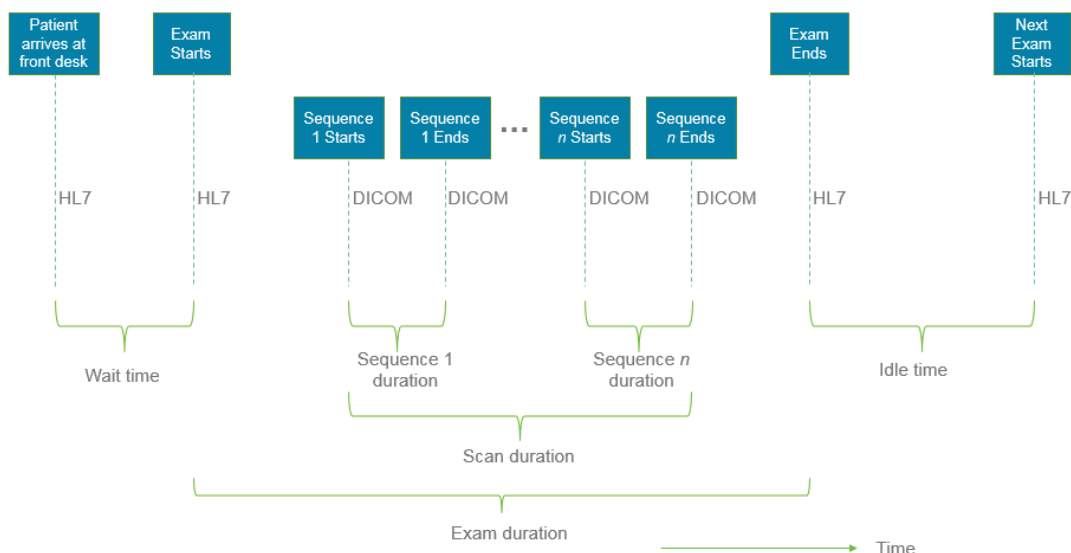 Patient
arrives at
front desk
Exam
Starts
Exam
Ends
Next
Exam
Starts
Sequence
1 Starts
Sequence
1 Ends
...
Sequence
n Starts
Sequence
n Ends
HL7
HL7
DICOM
DICOM
DICOM
DICOM
HL7
HL7
Wait time
Sequence 1
duration
Sequence n
duration
Idle time
Scan duration
Exam duration
Time